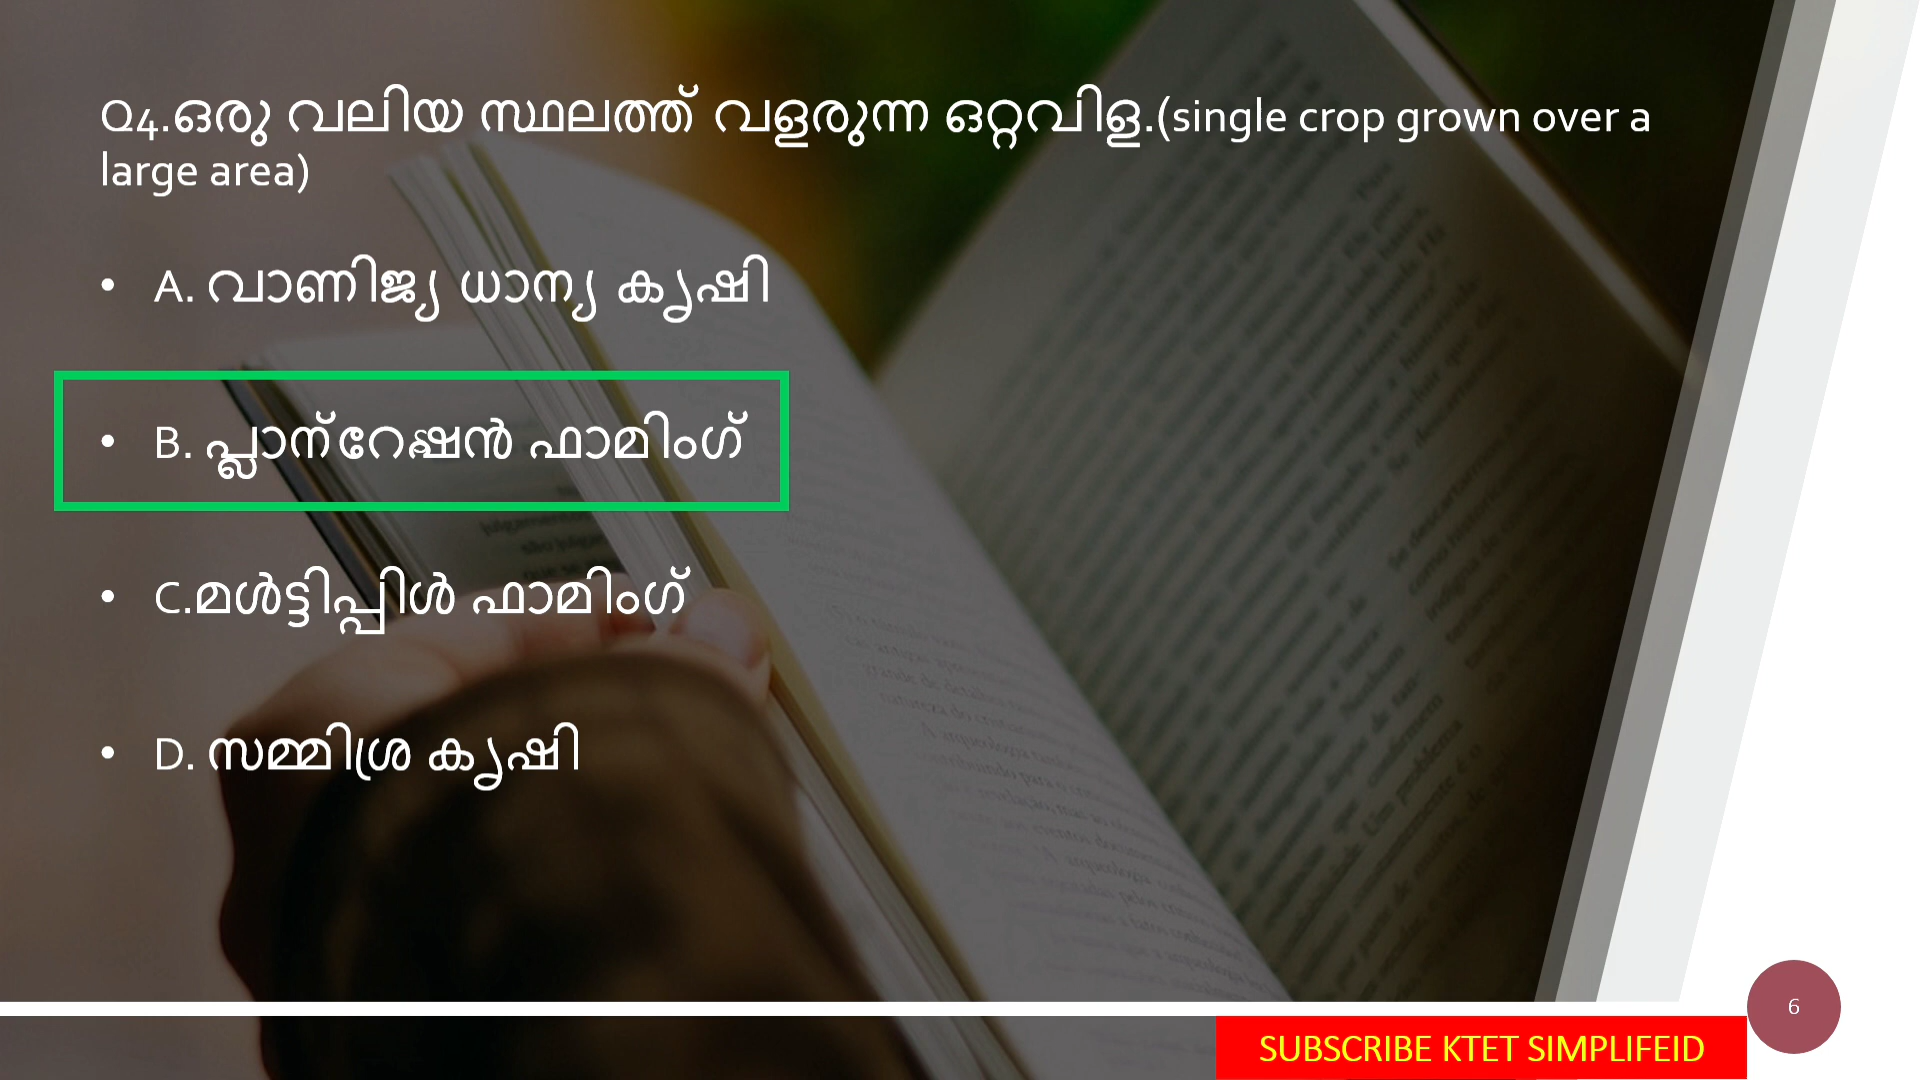 Q4.ഒരു വലിയ സ്ഥലത്ത് വളരുന്ന ഒറ്റവിള.(single crop grown over a
large area)
• A. വാണിജ്യ ധാന്യ കൃഷി
• B. പ്ലാന്റേഷൻ ഫാമിംഗ്
• C.മൾട്ടിപ്പിൾ ഫാമിംഗ്
• D. സമ്മിശ്ര കൃഷി
6
SUBSCRIBE KTET SIMPLIFEID